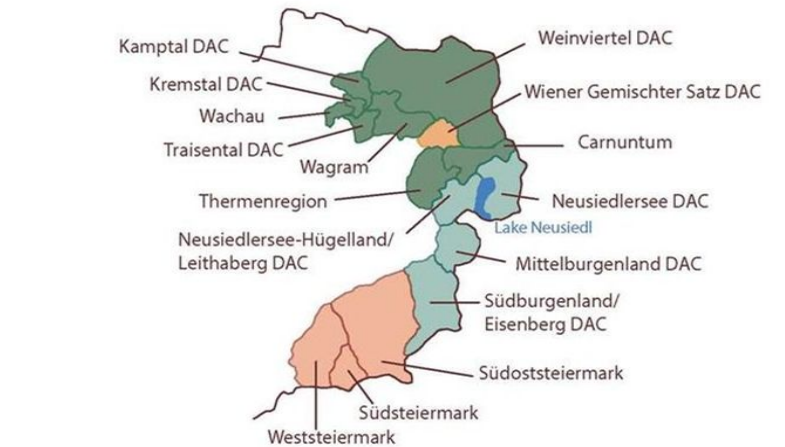 Kamptal DAC
Kremstal DAC
Wachau
Traisental DAC
Wagram
Thermenregion
Neusiedlersee-Hügelland/
Leithaberg DAC
Weinviertel DAC
Wiener Gemischter Satz DAC
Carnuntum
Neusiedlersee DAC
Lake Neusiedl
Mittelburgenland DAC
Südburgenland/
Eisenberg DAC
Südoststeiermark
Südsteiermark
Weststeiermark